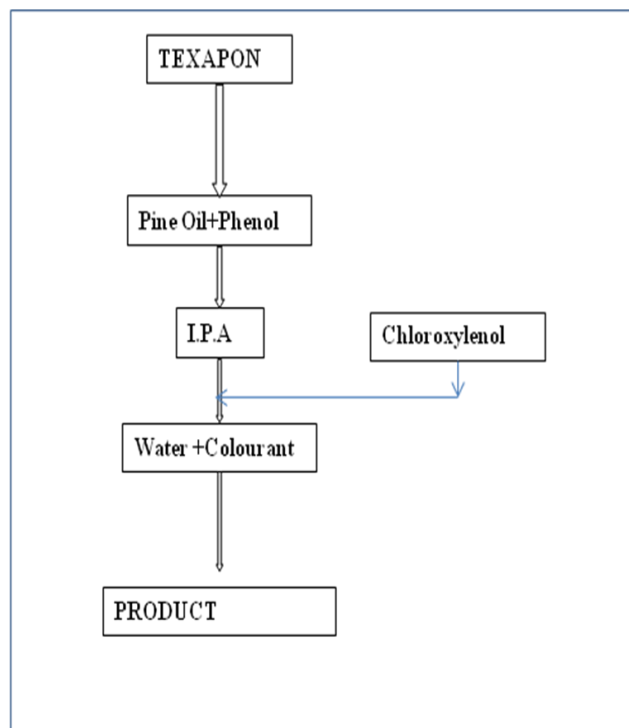 TEXAPON
Pine Oil+Phenol
I.P.A
Chloroxylenol
Water +Colourant
PRODUCT